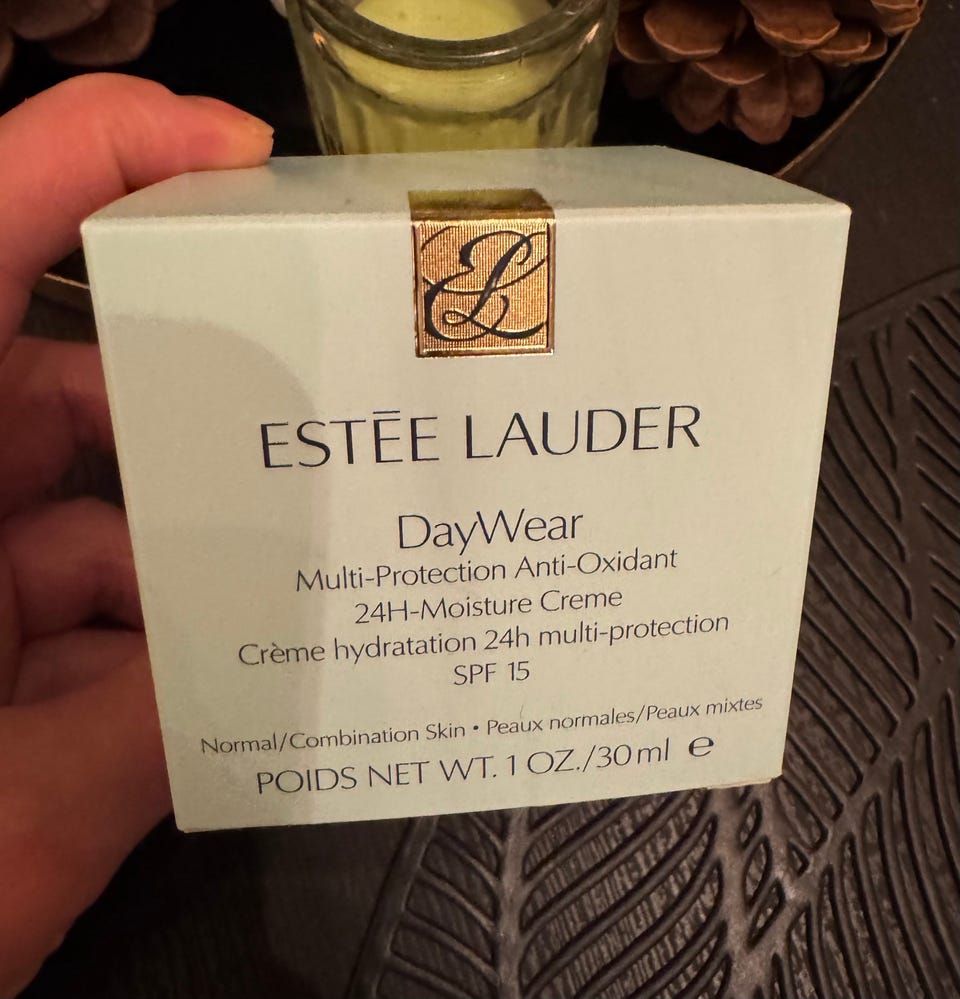 EL
ESTĒE LAUDER
DayWear
Multi-Protection Anti-Oxidant
24H-Moisture Creme
Crème hydratation 24h multi-protection
SPF 15
Normal/Combination Skin • Peaux normales/Peaux mixtes
POIDS NET WT. 1 OZ./30 ml ℮